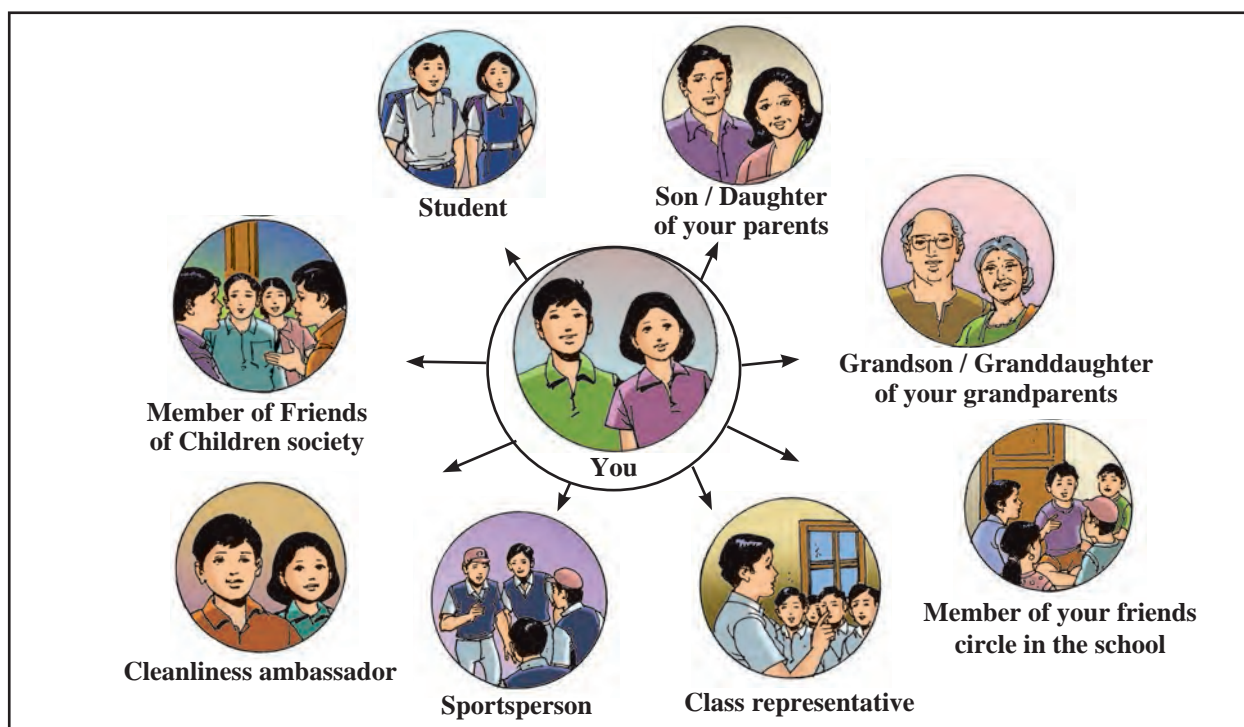 Student
Son / Daughter
of your parents
Grandson / Granddaughter
of your grandparents
Member of Friends
of Children society
You
Member of your friends
circle in the school
Cleanliness ambassador
Sportsperson
Class representative